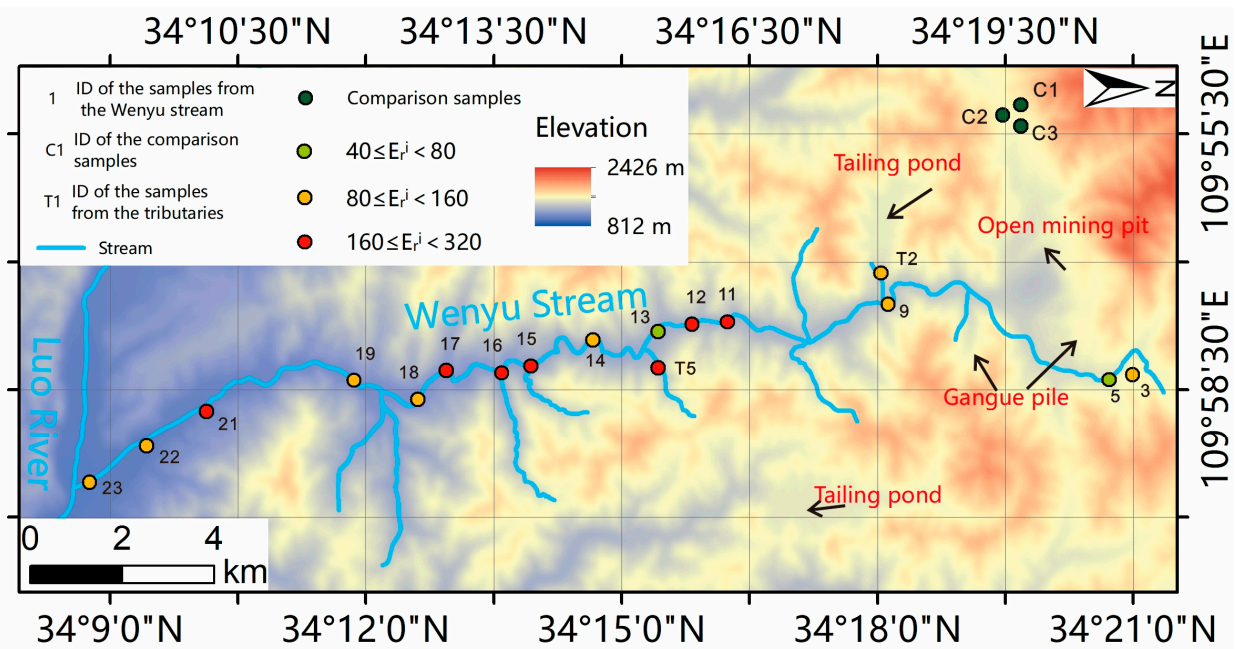 34°10'30"N 34°13'30"N 34°16'30"N 34°19'30"N
1 ID of the samples from
the Wenyu stream
C1 ID of the comparison
samples
T1 ID of the samples
from the tributaries
Stream
Comparison samples
40≤Eᵣⁱ < 80
80≤Eᵣⁱ < 160
160≤Eᵣⁱ < 320
Elevation
2426 m
812 m
N
109°55'30"E
109°58'30"E
C1
C2
C3
Tailing pond
Open mining pit
T2
9
Wenyu Stream
13
12
11
14
15
16
17
18
19
T5
Gangue pile
5
3
Luo River
21
22
23
Tailing pond
0 2 4
km
34°9'0"N 34°12'0"N 34°15'0"N 34°18'0"N 34°21'0"N